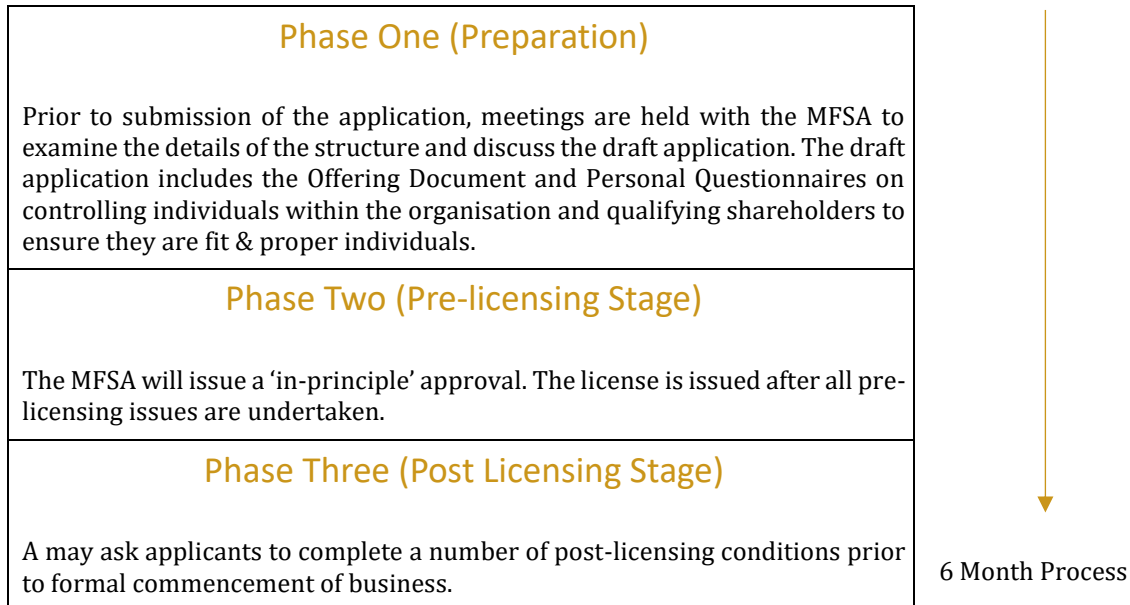 Phase One (Preparation)
Prior to submission of the application, meetings are held with the MFSA to
examine the details of the structure and discuss the draft application. The draft
application includes the Offering Document and Personal Questionnaires on
controlling individuals within the organisation and qualifying shareholders to
ensure they are fit & proper individuals.
Phase Two (Pre-licensing Stage)
The MFSA will issue a ‘in-principle’ approval. The license is issued after all pre-
licensing issues are undertaken.
Phase Three (Post Licensing Stage)
A may ask applicants to complete a number of post-licensing conditions prior
to formal commencement of business.
6 Month Process